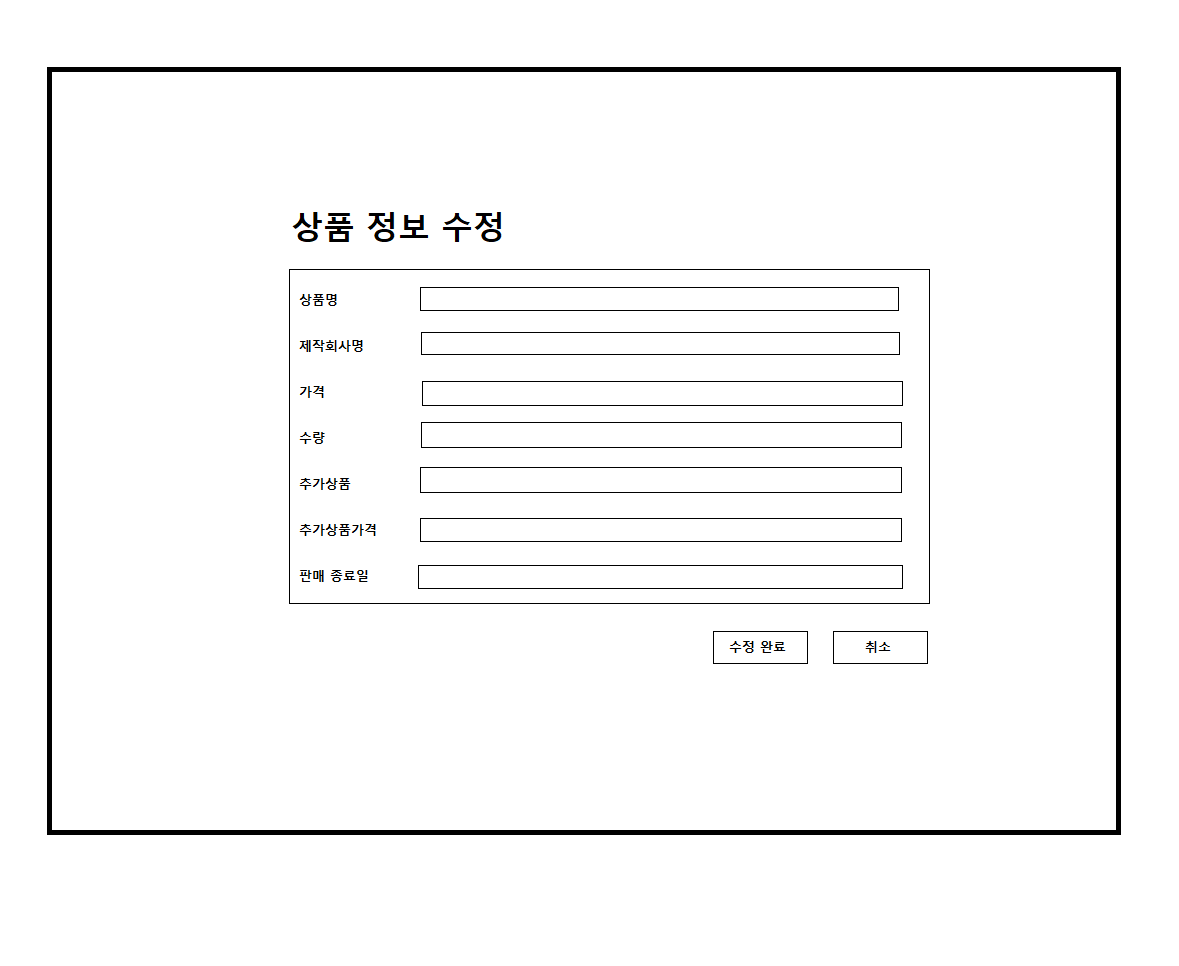 상품 정보 수정
상품명
제작회사명
가격
수량
추가상품
추가상품가격
판매 종료일
수정 완료 취소